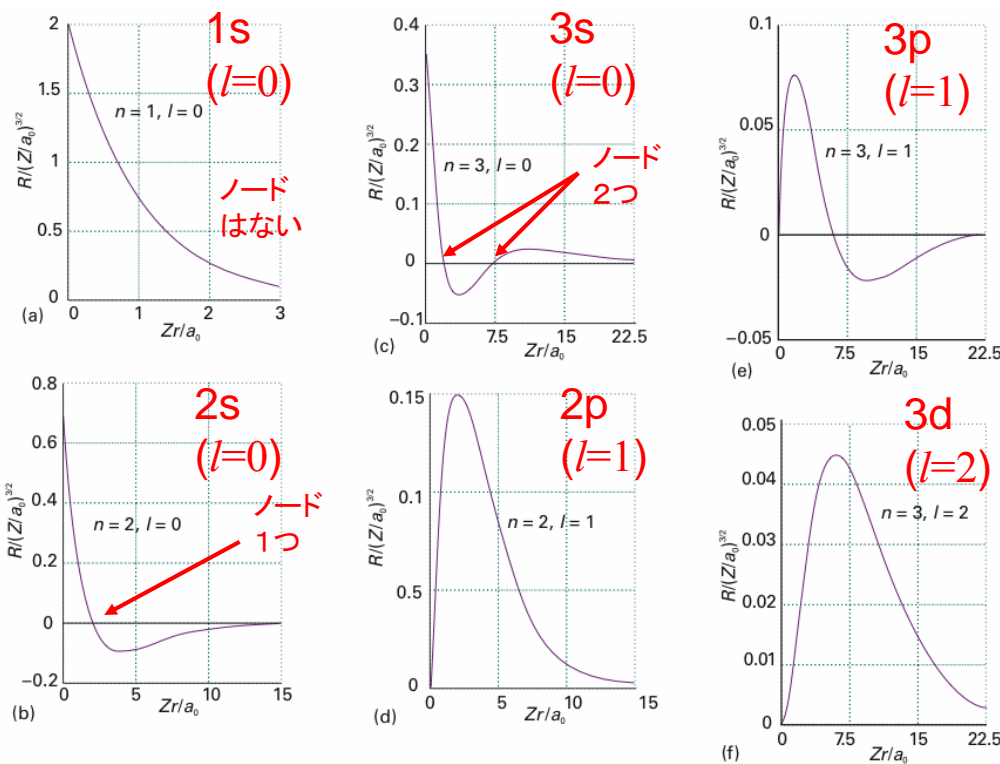 1s
(l=0)
n = 1, l = 0
ノード
はない
R/(Z/a₀)^3/2
2
1.5
1
0.5
0
0
1
2
3
Zr/a₀
(a)
3s
(l=0)
n = 3, l = 0
ノード
２つ
R/(Z/a₀)^3/2
0.4
0.3
0.2
0.1
0
−0.1
0
7.5
15
22.5
Zr/a₀
(c)
3p
(l=1)
n = 3, l = 1
R/(Z/a₀)^3/2
0.1
0.05
0
−0.05
7.5
15
22.5
Zr/a₀
(e)
2s
(l=0)
ノード
１つ
n = 2, l = 0
R/(Z/a₀)^3/2
0.8
0.6
0.4
0.2
0
−0.2
0
5
10
15
Zr/a₀
(b)
2p
(l=1)
n = 2, l = 1
R/(Z/a₀)^3/2
0.15
0.1
0.5
0
0
5
10
15
Zr/a₀
(d)
3d
(l=2)
n = 3, l = 2
R/(Z/a₀)^3/2
0.05
0.04
0.03
0.02
0.01
0
0
7.5
15
22.5
Zr/a₀
(f)